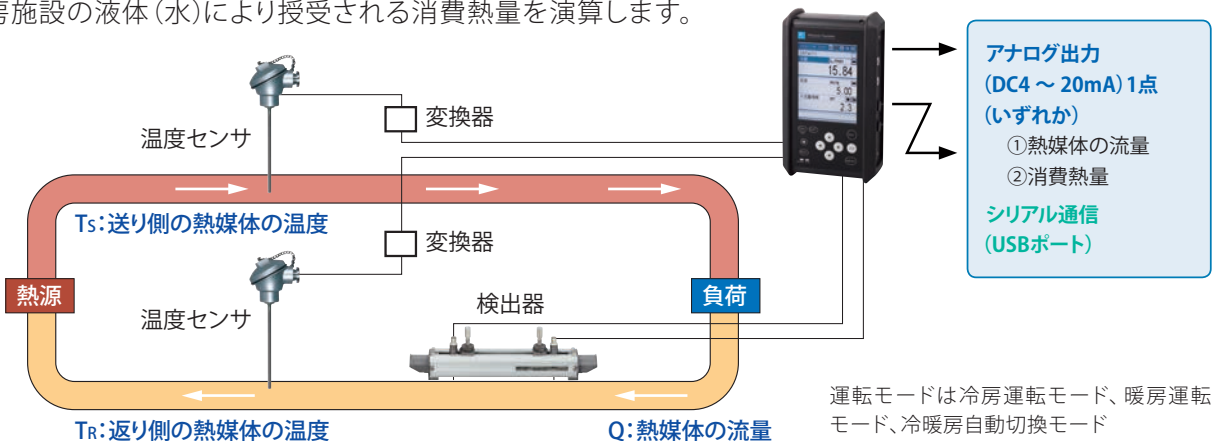 房施設の液体(水)により授受される消費熱量を演算します。
温度センサ
変換器
15.84
5.00
2.3
アナログ出力
(DC4 ～ 20mA)1点
(いずれか)
①熱媒体の流量
②消費熱量
シリアル通信
(USBポート)
TS：送り側の熱媒体の温度
変換器
熱源
温度センサ
検出器
負荷
TR：返り側の熱媒体の温度
Q：熱媒体の流量
運転モードは冷房運転モード、暖房運転
モード、冷暖房自動切換モード